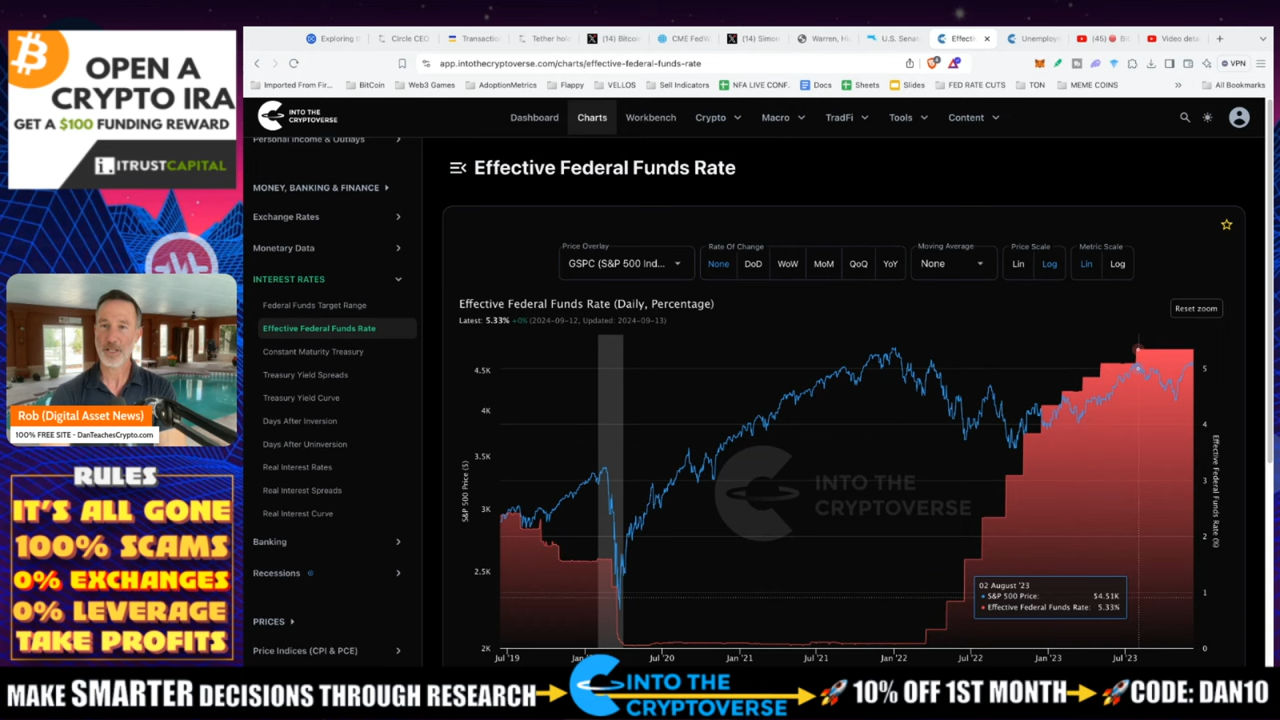 OPEN A
CRYPTO IRA
GET A $100 FUNDING REWARD
ITRUSTCAPITAL
Rob (Digital Asset News)
100% FREE SITE - DanTeachesCrypto.com
RULES
IT'S ALL GONE
100% SCAMS
0% EXCHANGES
0% LEVERAGE
TAKE PROFITS
Exploring
Circle CEO
Transactio
Tether hol
(14) Bitcoin
CME FedW
(14) Simon
Warren, Hi
U.S. Senat
Effecti
Unemploy
(45)
Video detai
app.intothecryptoverse.com/charts/effective-federal-funds-rate
VPN
Imported From Fir...
BitCoin
Web3 Games
AdoptionMetrics
Flappy
VELLOS
Sell Indicators
NFA LIVE CONF.
Docs
Sheets
Slides
FED RATE CUTS
TON
MEME COINS
All Bookmarks
INTO THE
CRYPTOVERSE
Dashboard
Charts
Workbench
Crypto
Macro
TradFi
Tools
Content
Personal Income & Outlays
MONEY, BANKING & FINANCE
Exchange Rates
Monetary Data
INTEREST RATES
Federal Funds Target Range
Effective Federal Funds Rate
Constant Maturity Treasury
Treasury Yield Spreads
Treasury Yield Curve
Days After Inversion
Days After Uninversion
Real Interest Rates
Real Interest Spreads
Real Interest Curve
Banking
Recessions
PRICES
Price Indices (CPI & PCE)
Effective Federal Funds Rate
Price Overlay
GSPC (S&P 500 Ind...
Rate Of Change
None DoD WoW MoM QoQ YoY
Moving Average
None
Price Scale
Lin Log
Metric Scale
Lin Log
Effective Federal Funds Rate (Daily, Percentage)
Latest: 5.33% +0% (2024-09-12, Updated: 2024-09-13)
Reset zoom
4.5K
4K
3.5K
3K
2.5K
2K
S&P 500 Price ($)
5
4
3
2
1
0
Effective Federal Funds Rate (%)
INTO THE
CRYPTOVERSE
02 August '23
S&P 500 Price: $4.51K
Effective Federal Funds Rate: 5.33%
Jul '19
Jul '20
Jan '21
Jul '21
Jan '22
Jul '22
Jan '23
Jul '23
MAKE SMARTER DECISIONS THROUGH RESEARCH
INTO THE
CRYPTOVERSE
10% OFF 1ST MONTH
CODE: DAN10